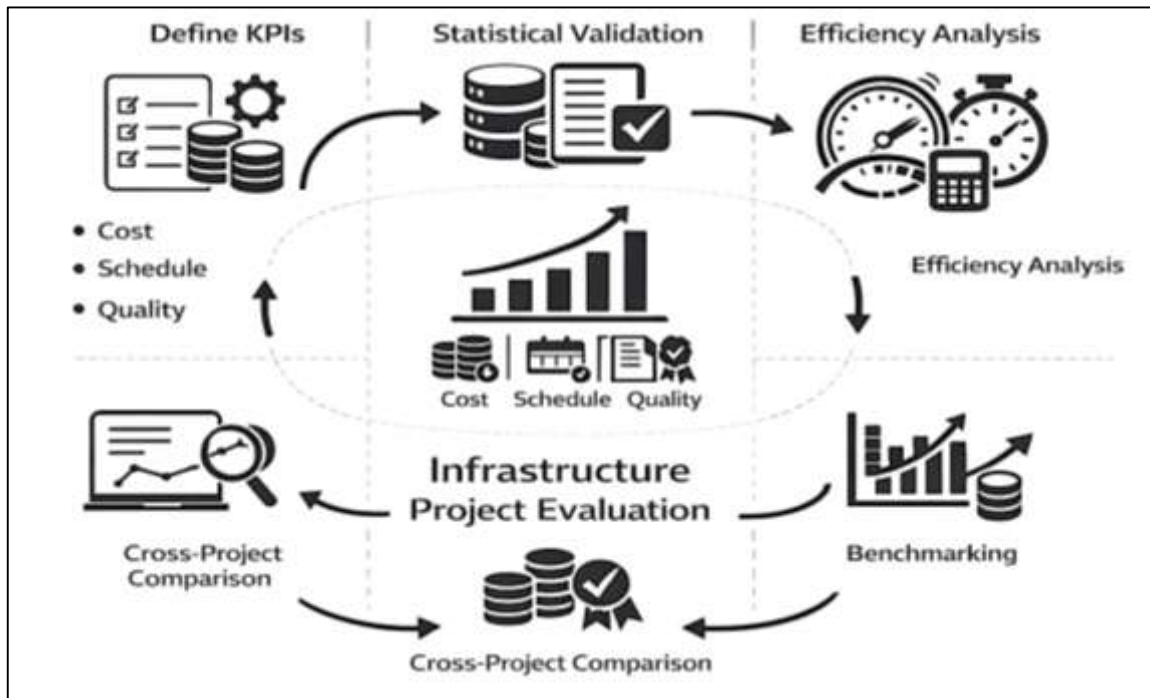 Define KPIs
Statistical Validation
Efficiency Analysis
• Cost
• Schedule
• Quality
Efficiency Analysis
Cost
Schedule
Quality
Infrastructure
Project Evaluation
Cross-Project
Comparison
Benchmarking
Cross-Project Comparison